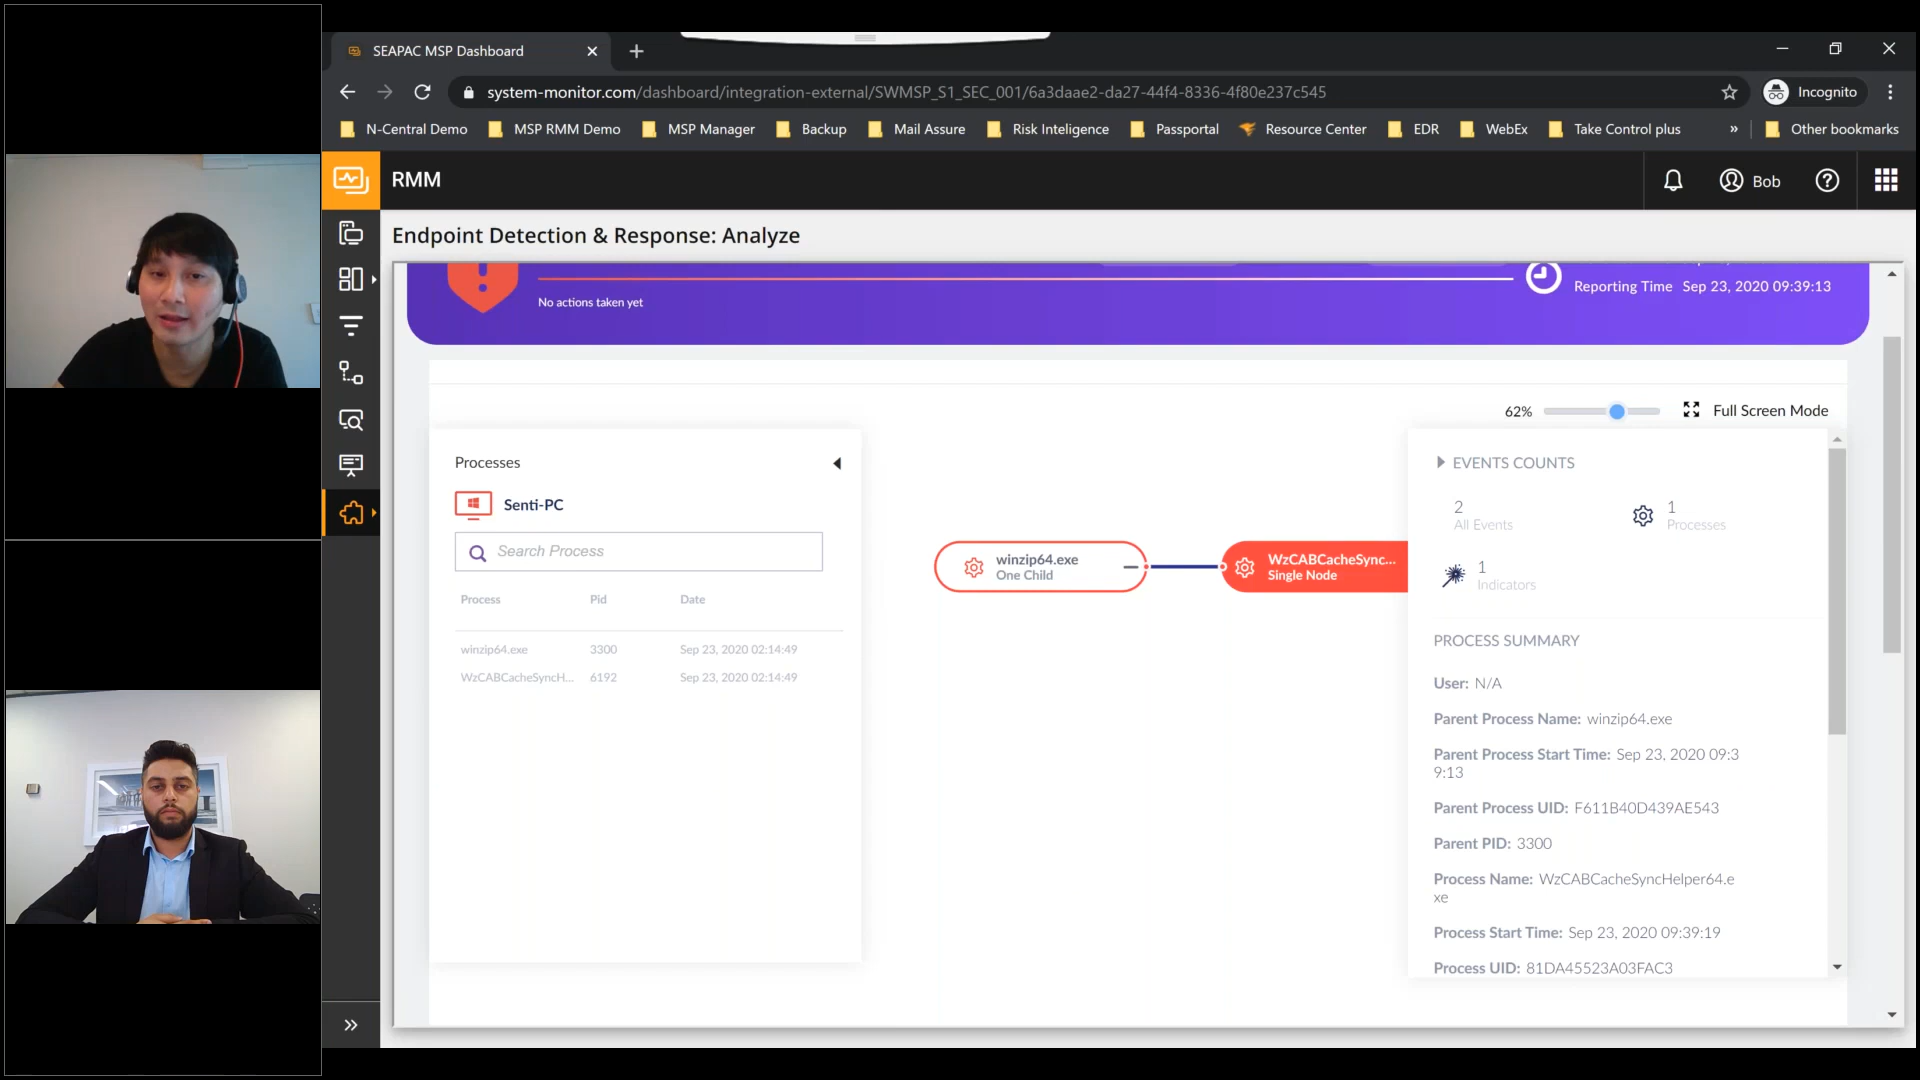 SEAPAC MSP Dashboard
system-monitor.com/dashboard/integration-external/SWMSP_S1_SEC_001/6a3daae2-da27-44f4-8336-4f80e237c545
Incognito
N-Central Demo
MSP RMM Demo
MSP Manager
Backup
Mail Assure
Risk Inteligence
Passportal
Resource Center
EDR
WebEx
Take Control plus
»
Other bookmarks
RMM
Bob
Endpoint Detection & Response: Analyze
No actions taken yet
Reporting Time Sep 23, 2020 09:39:13
62%
Full Screen Mode
Processes
Senti-PC
Search Process
Process Pid Date
winzip64.exe 3300 Sep 23, 2020 02:14:49
WzCABCacheSyncH... 6192 Sep 23, 2020 02:14:49
winzip64.exe
One Child
WzCABCacheSync...
Single Node
EVENTS COUNTS
2
All Events
1
Processes
1
Indicators
PROCESS SUMMARY
User: N/A
Parent Process Name: winzip64.exe
Parent Process Start Time: Sep 23, 2020 09:3
9:13
Parent Process UID: F611B40D439AE543
Parent PID: 3300
Process Name: WzCABCacheSyncHelper64.e
xe
Process Start Time: Sep 23, 2020 09:39:19
Process UID: 81DA45523A03FAC3